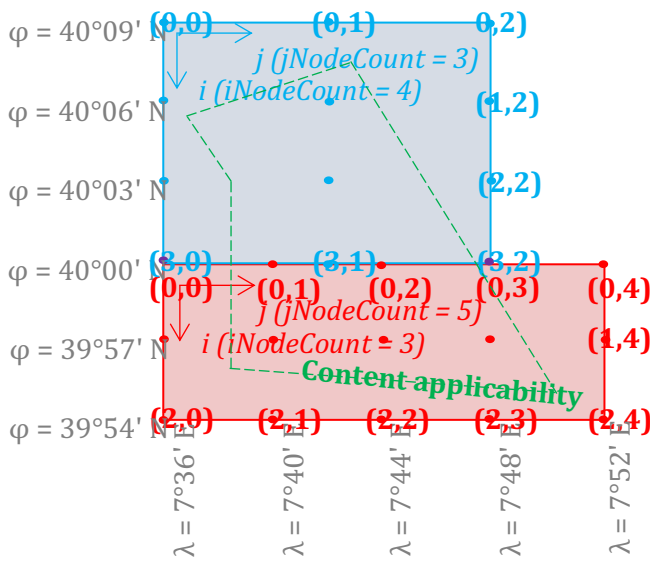 φ = 40°09' N
(0,0)
(0,1)
0,2)
j (jNodeCount = 3)
i (iNodeCount = 4)
φ = 40°06' N
(1,2)
φ = 40°03' N
(2,2)
φ = 40°00' N
(3,0)
(3,1)
(3,2)
(0,0)
(0,1)
(0,2)
(0,3)
(0,4)
j (jNodeCount = 5)
i (iNodeCount = 3)
φ = 39°57' N
(1,4)
Content applicability
φ = 39°54' N
(2,0)
(2,1)
(2,2)
(2,3)
(2,4)
λ = 7°36' E
λ = 7°40' E
λ = 7°44' E
λ = 7°48' E
λ = 7°52' E